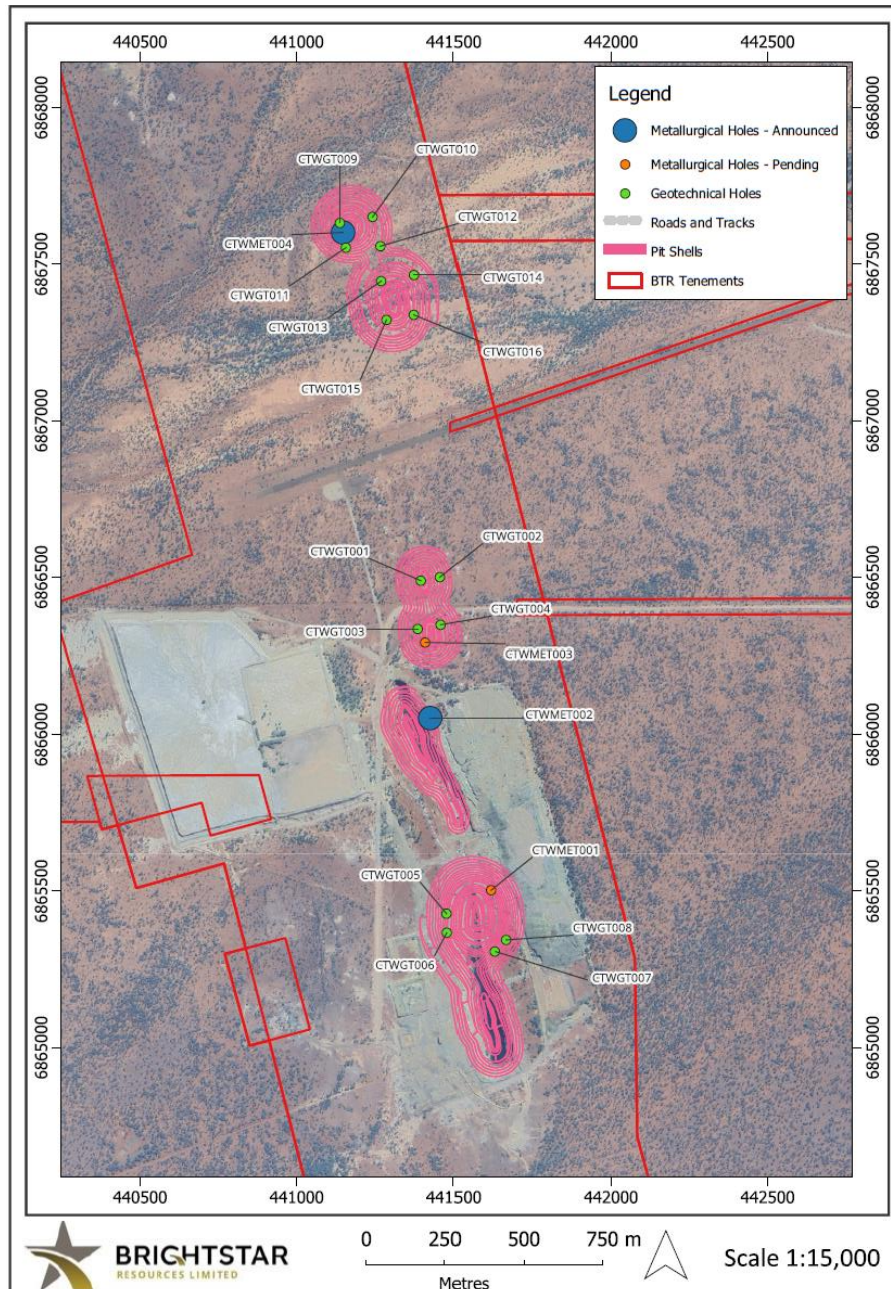 440500 441000 441500 442000 442500
6868000
6867500
6867000
6866500
6866000
6865500
6865000
6868000
6867500
6867000
6866500
6866000
6865500
6865000
Legend
Metallurgical Holes - Announced
Metallurgical Holes - Pending
Geotechnical Holes
Roads and Tracks
Pit Shells
BTR Tenements
CTWGT009
CTWGT010
CTWGT012
CTWMET004
CTWGT014
CTWGT011
CTWGT013
CTWGT016
CTWGT015
CTWGT001
CTWGT002
CTWGT004
CTWGT003
CTWMET003
CTWMET002
CTWMET001
CTWGT005
CTWGT008
CTWGT006
CTWGT007
440500 441000 441500 442000 442500
BRIGHTSTAR
RESOURCES LIMITED
0 250 500 750 m
Metres
Scale 1:15,000